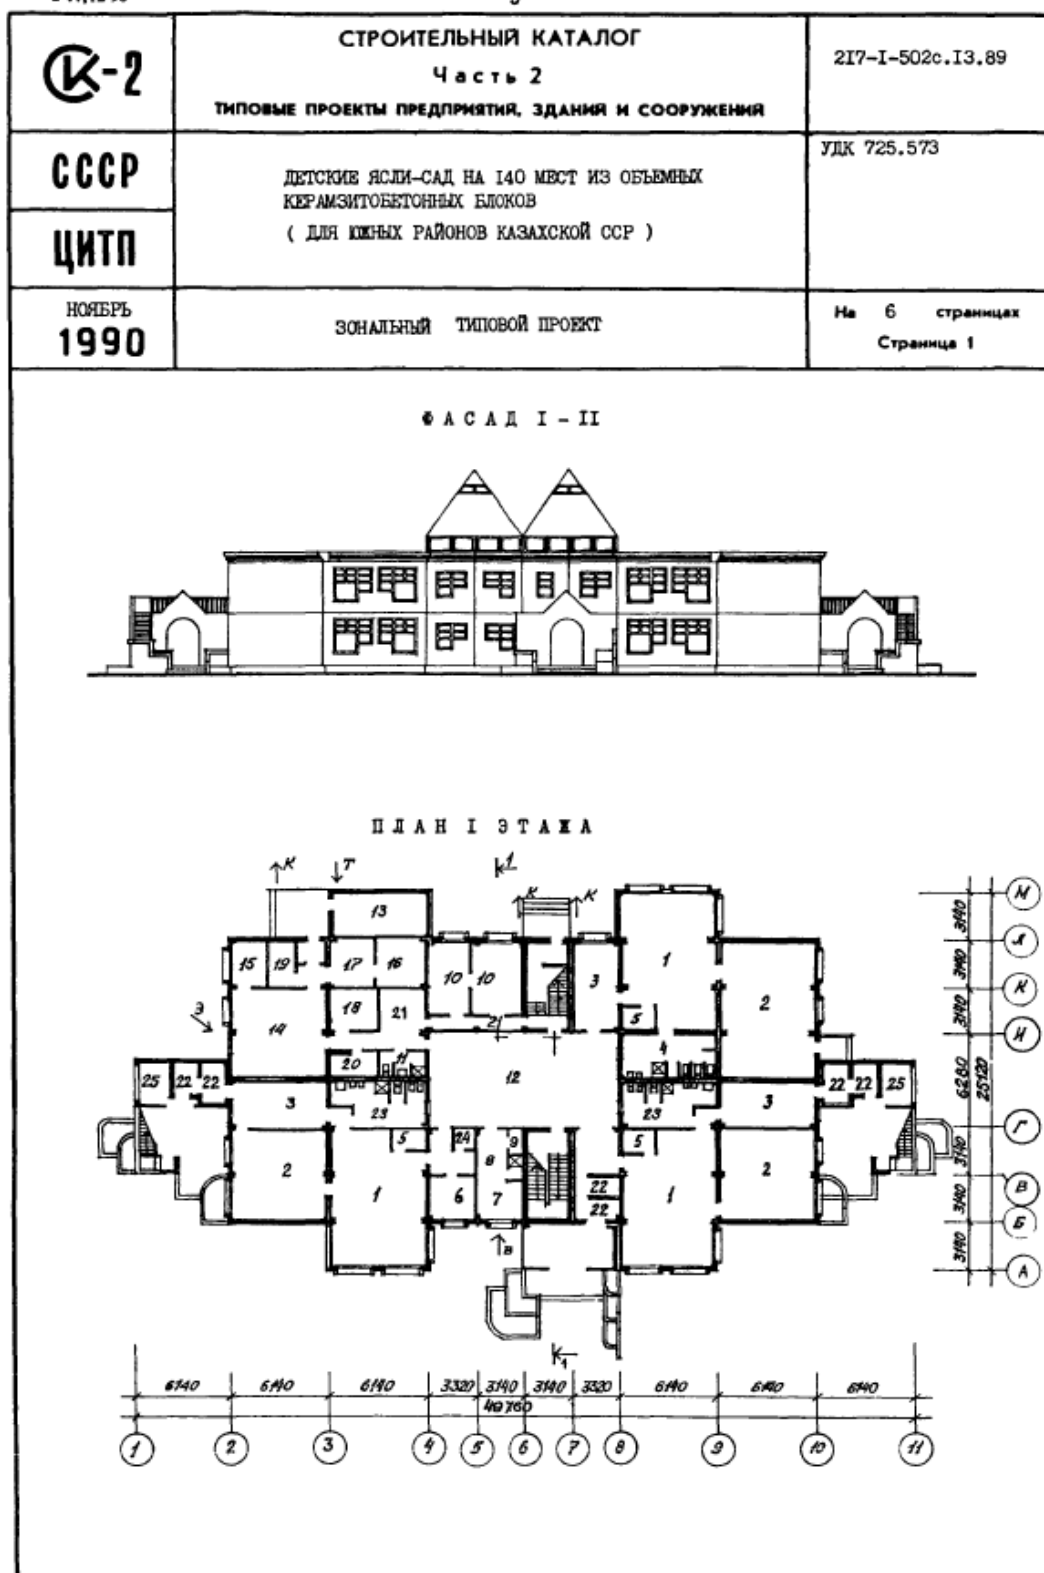 СК-2
СТРОИТЕЛЬНЫЙ КАТАЛОГ
Часть 2
ТИПОВЫЕ ПРОЕКТЫ ПРЕДПРИЯТИЙ, ЗДАНИЙ И СООРУЖЕНИЙ
2I7-I-502с.I3.89
СССР
ЦИТП
ДЕТСКИЕ ЯСЛИ-САД НА I40 МЕСТ ИЗ ОБЪЕМНЫХ
КЕРАМЗИТОБЕТОННЫХ БЛОКОВ
( ДЛЯ ЮЖНЫХ РАЙОНОВ КАЗАХСКОЙ ССР )
УДК 725.573
НОЯБРЬ
1990
ЗОНАЛЬНЫЙ ТИПОВОЙ ПРОЕКТ
На 6 страницах
Страница 1
ФАСАД I-II
ПЛАН I ЭТАЖА
К Т 1 К К
13
15 19 17 16 10 10 3 1 2
18 21 5
Э 14 21 4
20 11 12
25 22 22 3 23 23 3 22 22 25
5 24 9 5
2 1 8 1 2
6 7 22
22
в
1
М
Л
К
И
Г
В
Б
А
3140
3140
3140
6280
3140
3140
3140
25120
6140 6140 6140 3320 3140 3140 3320 6140 6140 6140
49760
1 2 3 4 5 6 7 8 9 10 11